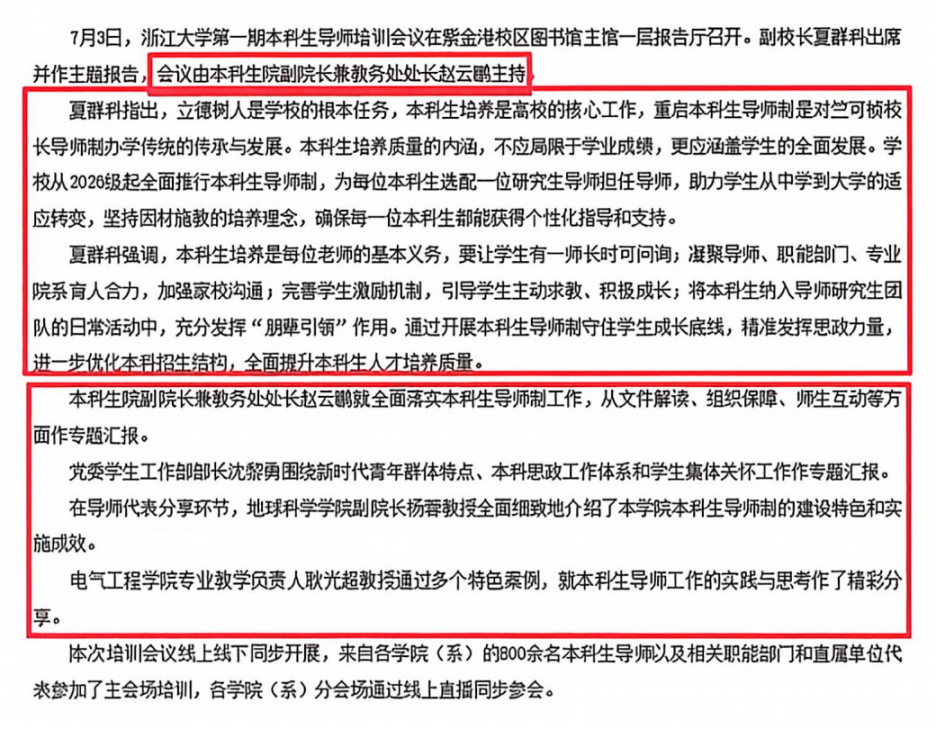 7月3日，浙江大学第一期本科生导师培训会议在紫金港校区图书馆主馆一层报告厅召开。副校长夏群科出席
并作主题报告，会议由本科生院副院长兼教务处处长赵云鹏主持。
夏群科指出，立德树人是学校的根本任务，本科生培养是高校的核心工作，重启本科生导师制是对竺可桢校
长导师制办学传统的传承与发展。本科生培养质量的内涵，不应局限于学业成绩，更应涵盖学生的全面发展。学
校从2026级起全面推行本科生导师制，为每位本科生选配一位研究生导师担任导师，助力学生从中学到大学的适
应转变，坚持因材施教的培养理念，确保每一位本科生都能获得个性化指导和支持。
夏群科强调，本科生培养是每位老师的基本义务，要让学生有一师长时可问询；凝聚导师、职能部门、专业
院系育人合力，加强家校沟通；完善学生激励机制，引导学生主动求教、积极成长；将本科生纳入导师研究生团
队的日常活动中，充分发挥“朋辈引领”作用。通过开展本科生导师制守住学生成长底线，精准发挥思政力量，
进一步优化本科招生结构，全面提升本科生人才培养质量。
本科生院副院长兼教务处处长赵云鹏就全面落实本科生导师制工作，从文件解读、组织保障、师生互动等方
面作专题汇报。
党委学生工作部部长沈黎勇围绕新时代青年群体特点、本科思政工作体系和学生集体关怀工作作专题汇报。
在导师代表分享环节，地球科学学院副院长杨蓉教授全面细致地介绍了本学院本科生导师制的建设特色和实
施成效。
电气工程学院专业教学负责人耿光超教授通过多个特色案例，就本科生导师工作的实践与思考作了精彩分
享。
本次培训会议线上线下同步开展，来自各学院（系）的800余名本科生导师以及相关职能部门和直属单位代
表参加了主会场培训，各学院（系）分会场通过线上直播同步参会。